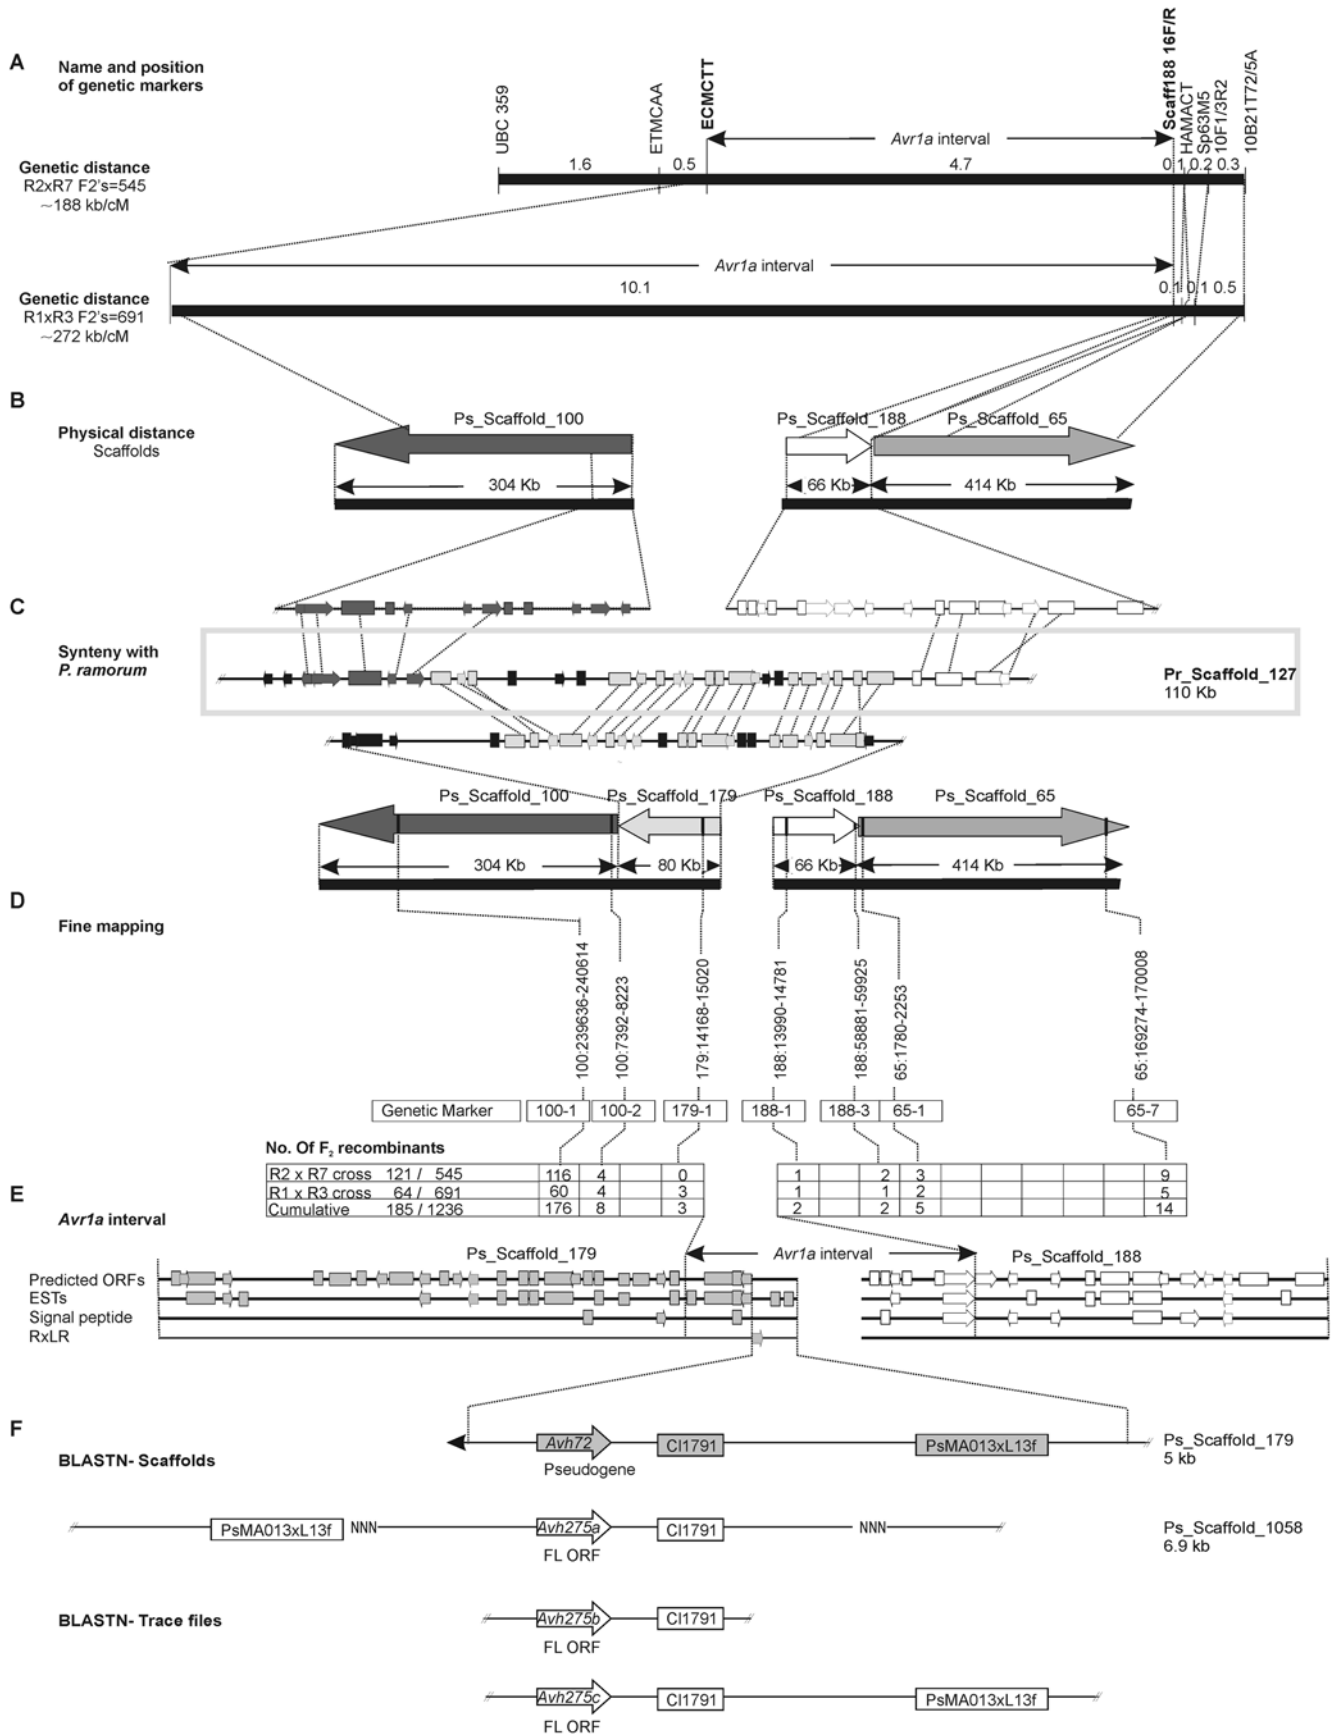 A
Name and position
of genetic markers
UBC 359
ETMCAA
ECMCTT
Scaff188 16F/R
HAMACT
Sp63M5
10F1/3R2
10B21T72/5A
Avr1a interval
Genetic distance
R2xR7 F2's=545
~188 kb/cM
1.6 0.5 4.7 0 1 0.2 0.3
Avr1a interval
Genetic distance
R1xR3 F2's=691
~272 kb/cM
10.1 0.1 0.1 0.5
B
Physical distance
Scaffolds
Ps_Scaffold_100 Ps_Scaffold_188 Ps_Scaffold_65
304 Kb 66 Kb 414 Kb
C
Synteny with
P. ramorum
Pr_Scaffold_127
110 Kb
Ps_Scaffold_100 Ps_Scaffold_179 Ps_Scaffold_188 Ps_Scaffold_65
304 Kb 80 Kb 66 Kb 414 Kb
D
Fine mapping
100:239636-240614
100:7392-8223
179:14168-15020
188:13990-14781
188:58881-59925
65:1780-2253
65:169274-170008
Genetic Marker 100-1 100-2 179-1 188-1 188-3 65-1 65-7
No. Of F2 recombinants
R2 x R7 cross 121 / 545 116 4 0 1 2 3 9
R1 x R3 cross 64 / 691 60 4 3 1 1 2 5
Cumulative 185 / 1236 176 8 3 2 2 5 14
E
Avr1a interval
Ps_Scaffold_179 Avr1a interval Ps_Scaffold_188
Predicted ORFs
ESTs
Signal peptide
RxLR
F
BLASTN- Scaffolds
Avh72 Cl1791 PsMA013xL13f
Pseudogene
Ps_Scaffold_179
5 kb
PsMA013xL13f NNN Avh275a Cl1791 NNN
FL ORF
Ps_Scaffold_1058
6.9 kb
BLASTN- Trace files
Avh275b Cl1791
FL ORF
Avh275c Cl1791 PsMA013xL13f
FL ORF